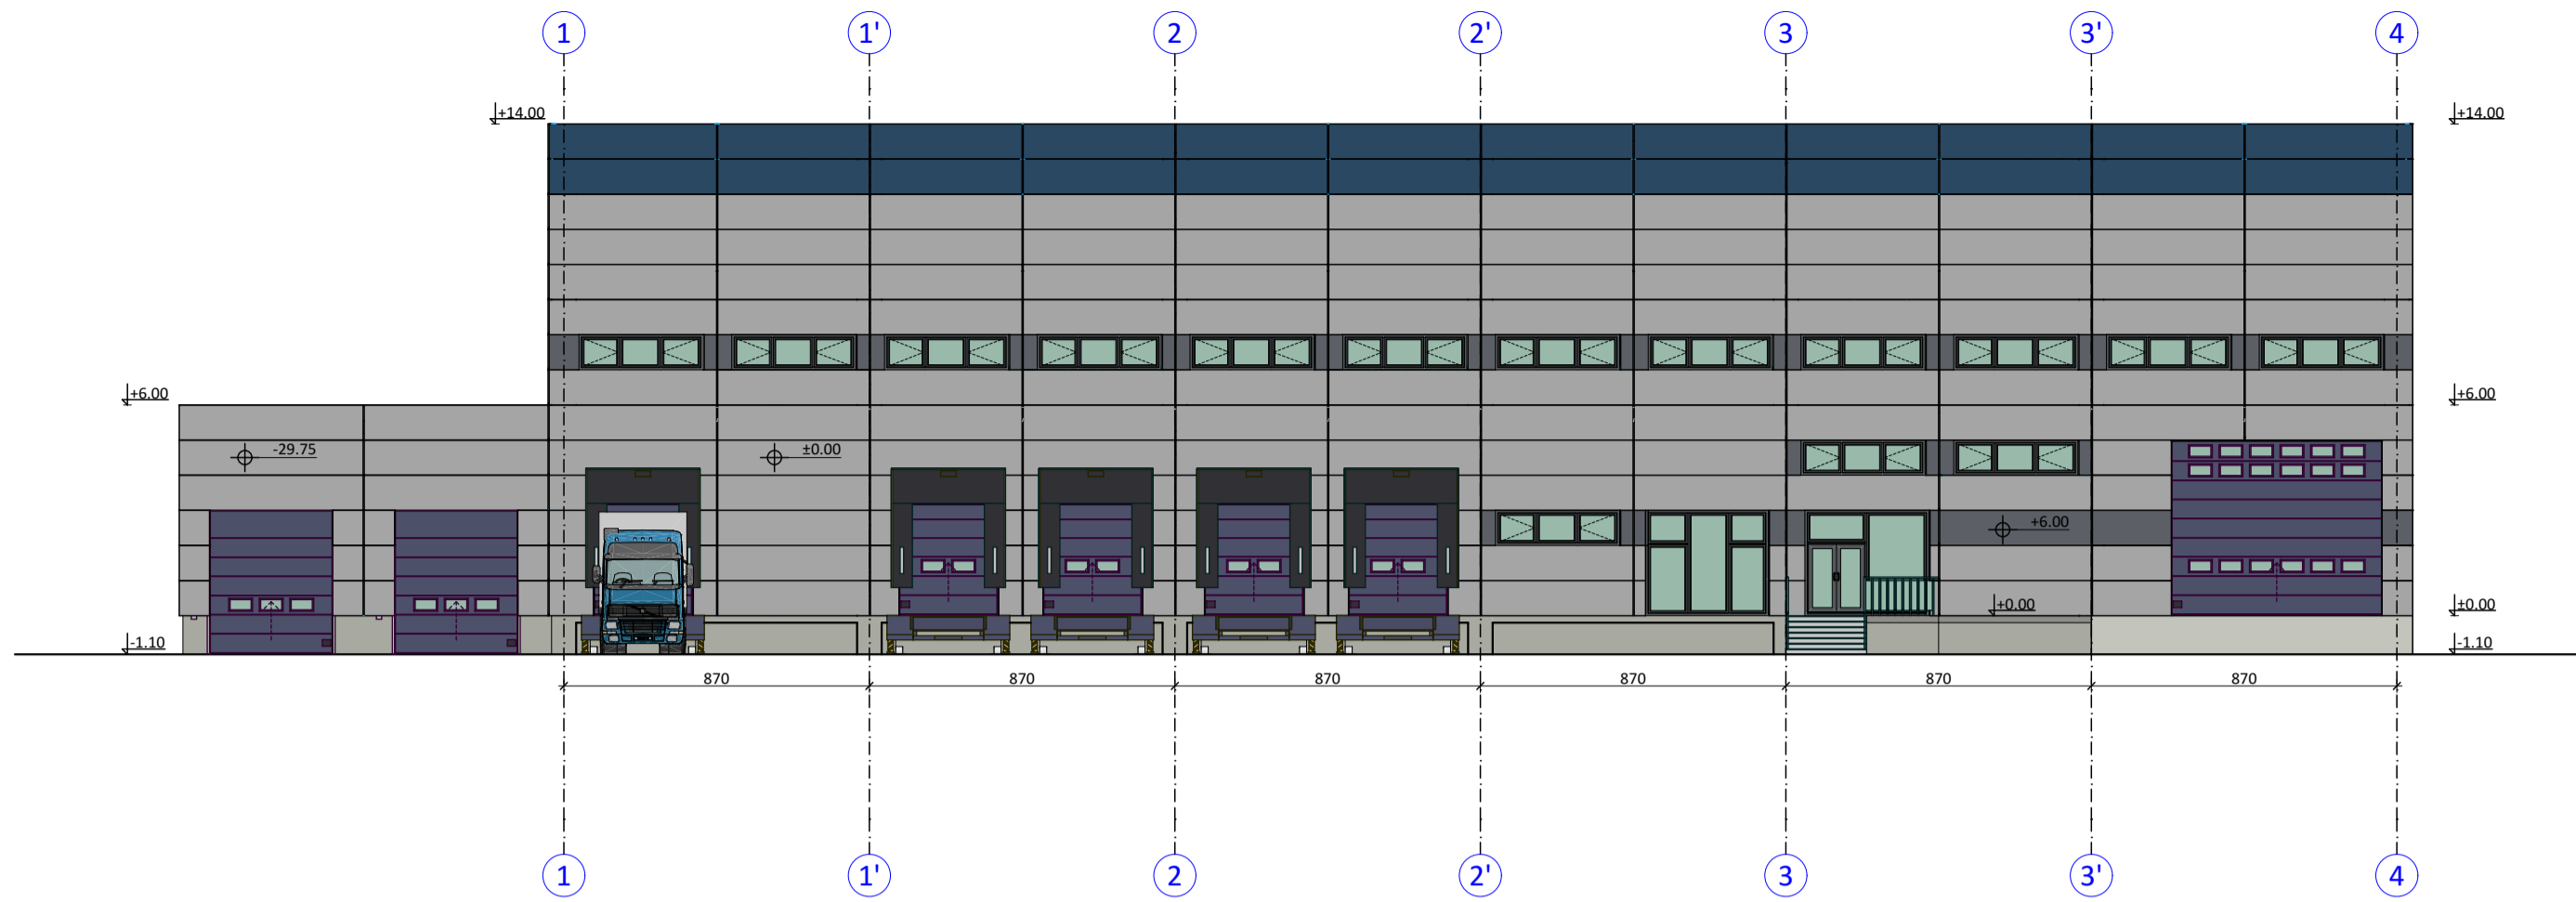 1 1' 2 2' 3 3' 4
+14.00 +14.00
+6.00 +6.00
-29.75 ±0.00
+6.00
+0.00 ±0.00
-1.10 -1.10
870 870 870 870 870 870
1 1' 2 2' 3 3' 4